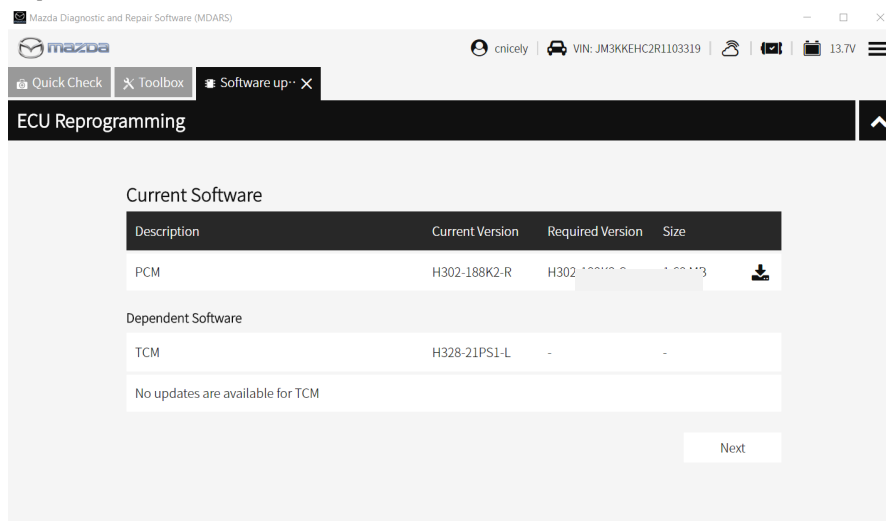 Mazda Diagnostic and Repair Software (MDARS)
mazda cnicely VIN: JM3KKEHC2R1103319 13.7V
Quick Check Toolbox Software up··
ECU Reprogramming
Current Software
Description Current Version Required Version Size
PCM H302-188K2-R H302
Dependent Software
TCM H328-21PS1-L - -
No updates are available for TCM
Next